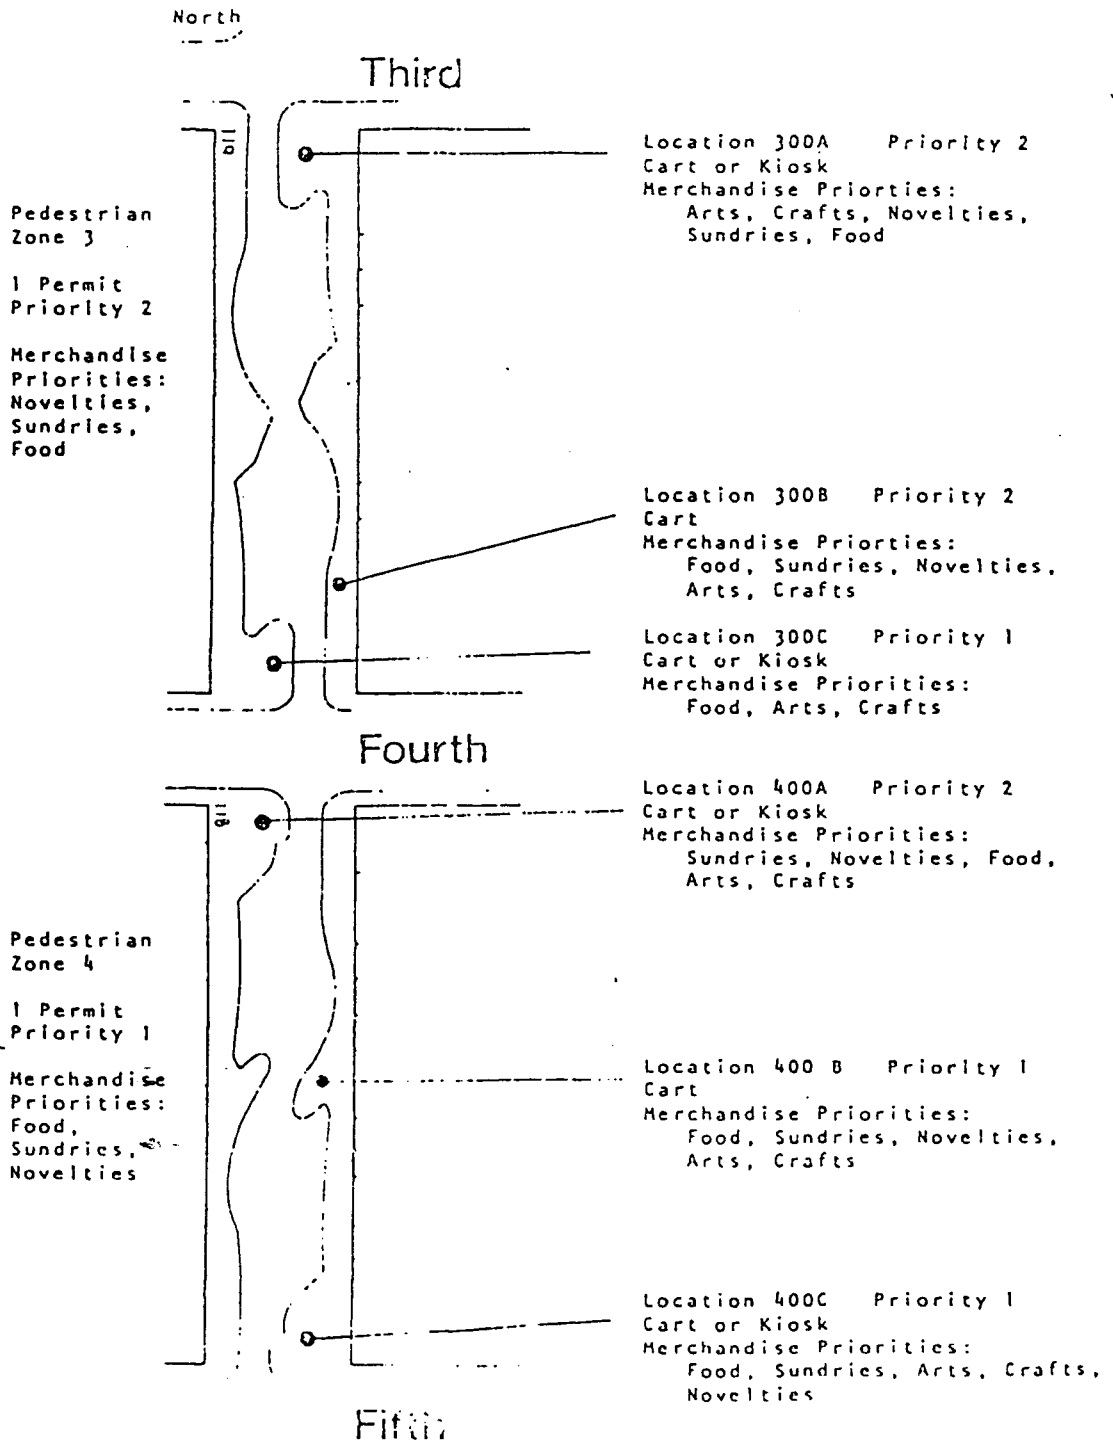 North
Third
Location 300A Priority 2
Cart or Kiosk
Merchandise Priorties:
Arts, Crafts, Novelties,
Sundries, Food
Pedestrian
Zone 3
1 Permit
Priority 2
Merchandise
Priorities:
Novelties,
Sundries,
Food
Location 300B Priority 2
Cart
Merchandise Priorties:
Food, Sundries, Novelties,
Arts, Crafts
Location 300C Priority 1
Cart or Kiosk
Merchandise Priorities:
Food, Arts, Crafts
Fourth
Location 400A Priority 2
Cart or Kiosk
Merchandise Priorities:
Sundries, Novelties, Food,
Arts, Crafts
Pedestrian
Zone 4
1 Permit
Priority 1
Merchandise
Priorities:
Food,
Sundries,
Novelties
Location 400 B Priority 1
Cart
Merchandise Priorities:
Food, Sundries, Novelties,
Arts, Crafts
Location 400C Priority 1
Cart or Kiosk
Merchandise Priorities:
Food, Sundries, Arts, Crafts,
Novelties
Fifth